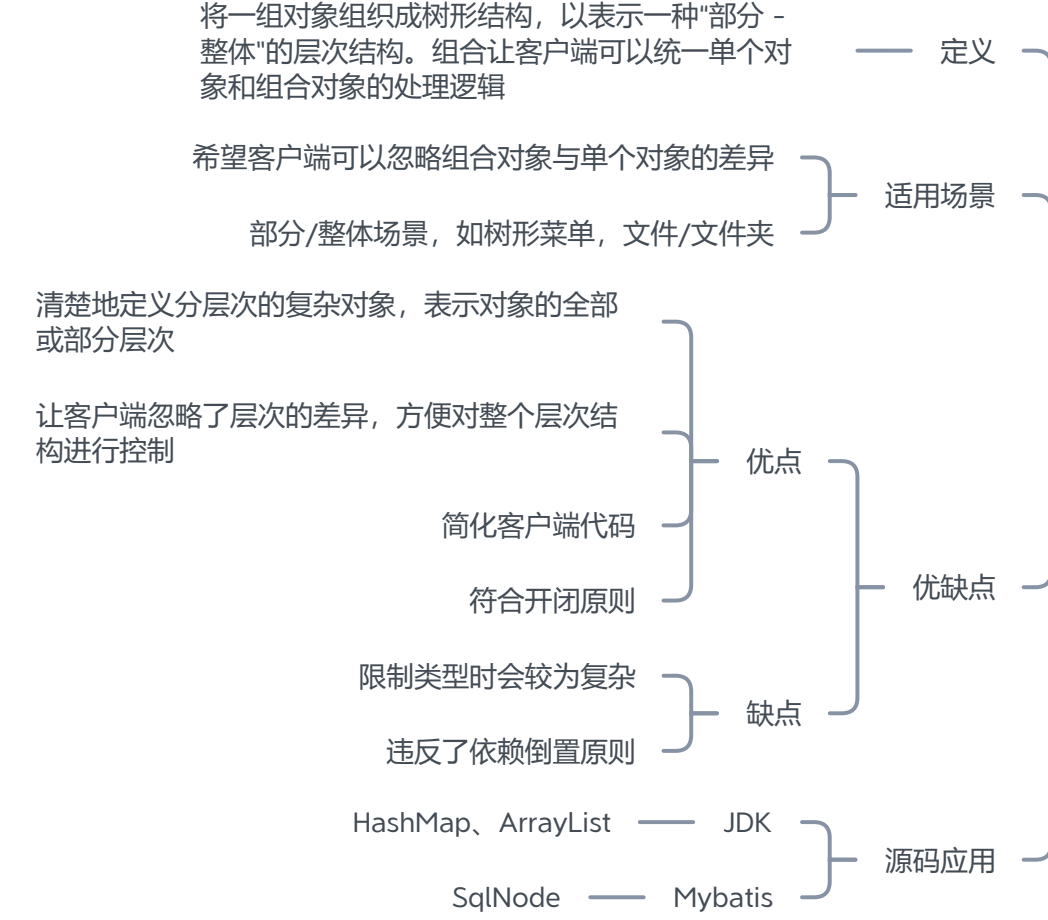 将一组对象组织成树形结构，以表示一种"部分 -
整体"的层次结构。组合让客户端可以统一单个对
象和组合对象的处理逻辑
定义
希望客户端可以忽略组合对象与单个对象的差异
适用场景
部分/整体场景，如树形菜单，文件/文件夹
清楚地定义分层次的复杂对象，表示对象的全部
或部分层次
让客户端忽略了层次的差异，方便对整个层次结
构进行控制
优点
简化客户端代码
优缺点
符合开闭原则
限制类型时会较为复杂
缺点
违反了依赖倒置原则
HashMap、ArrayList
JDK
源码应用
SqlNode
Mybatis